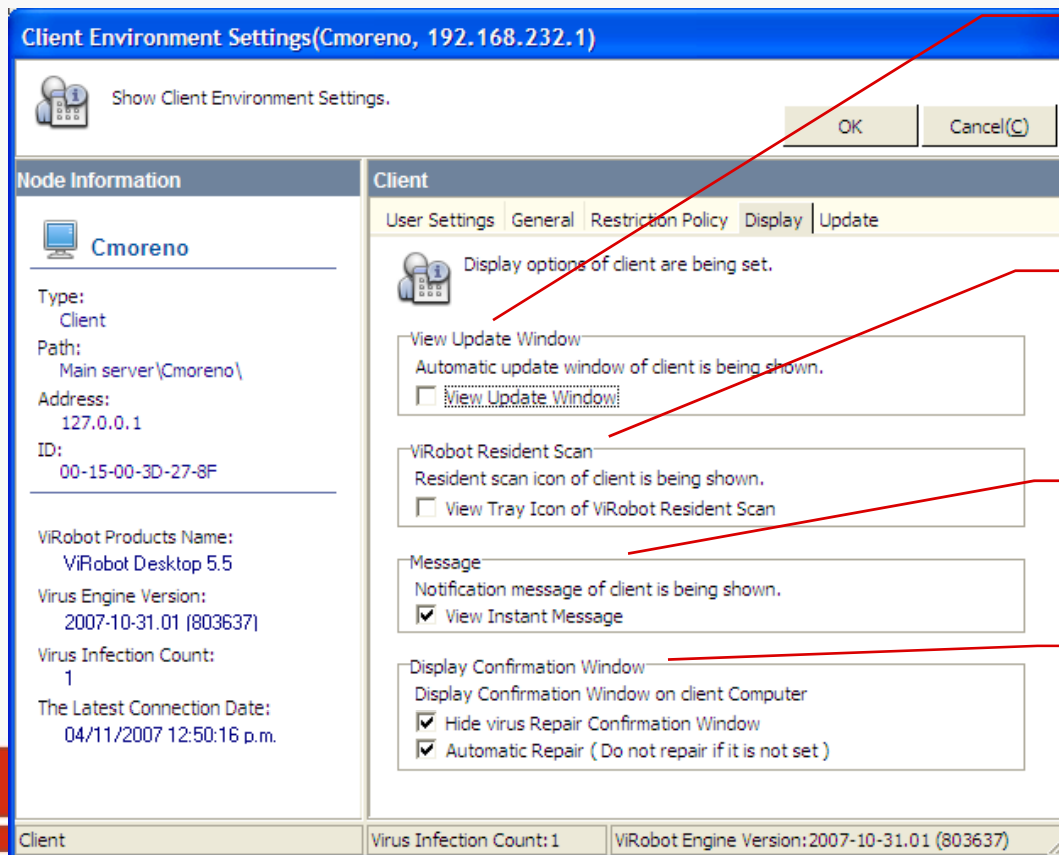 Client Environment Settings(Cmoreno, 192.168.232.1)
Show Client Environment Settings.
OK
Cancel(C)
Node Information
Cmoreno
Type:
Client
Path:
Main server\Cmoreno\
Address:
127.0.0.1
ID:
00-15-00-3D-27-8F
ViRobot Products Name:
ViRobot Desktop 5.5
Virus Engine Version:
2007-10-31.01 (803637)
Virus Infection Count:
1
The Latest Connection Date:
04/11/2007 12:50:16 p.m.
Client
User Settings General Restriction Policy Display Update
Display options of client are being set.
View Update Window
Automatic update window of client is being shown.
View Update Window
ViRobot Resident Scan
Resident scan icon of client is being shown.
View Tray Icon of ViRobot Resident Scan
Message
Notification message of client is being shown.
View Instant Message
Display Confirmation Window
Display Confirmation Window on client Computer
Hide virus Repair Confirmation Window
Automatic Repair ( Do not repair if it is not set )
Client
Virus Infection Count:1
ViRobot Engine Version:2007-10-31.01 (803637)